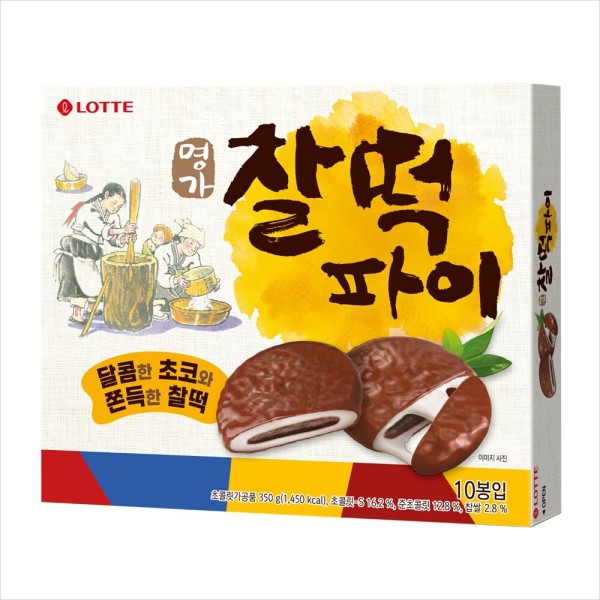 LOTTE
명가
찰떡
파이
달콤한 초코와
쫀득한 찰떡
이미지 사진
10봉입
초콜릿가공품 350 g(1,450 kcal), 초콜릿-S 16.2 %, 준초콜릿 12.8 %, 찹쌀 2.8 %
명가 찰떡파이
LOTTE
◀ OPEN